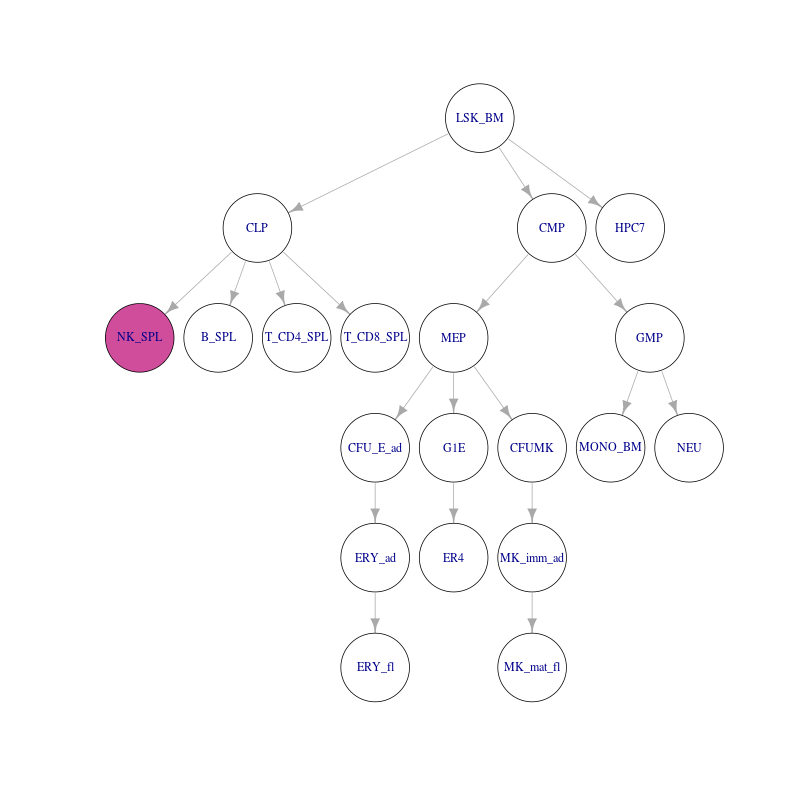 LSK_BM
CLP
CMP
HPC7
NK_SPL
B_SPL
T_CD4_SPL
T_CD8_SPL
MEP
GMP
CFU_E_ad
G1E
CFUMK
MONO_BM
NEU
ERY_ad
ER4
MK_imm_ad
ERY_fl
MK_mat_fl